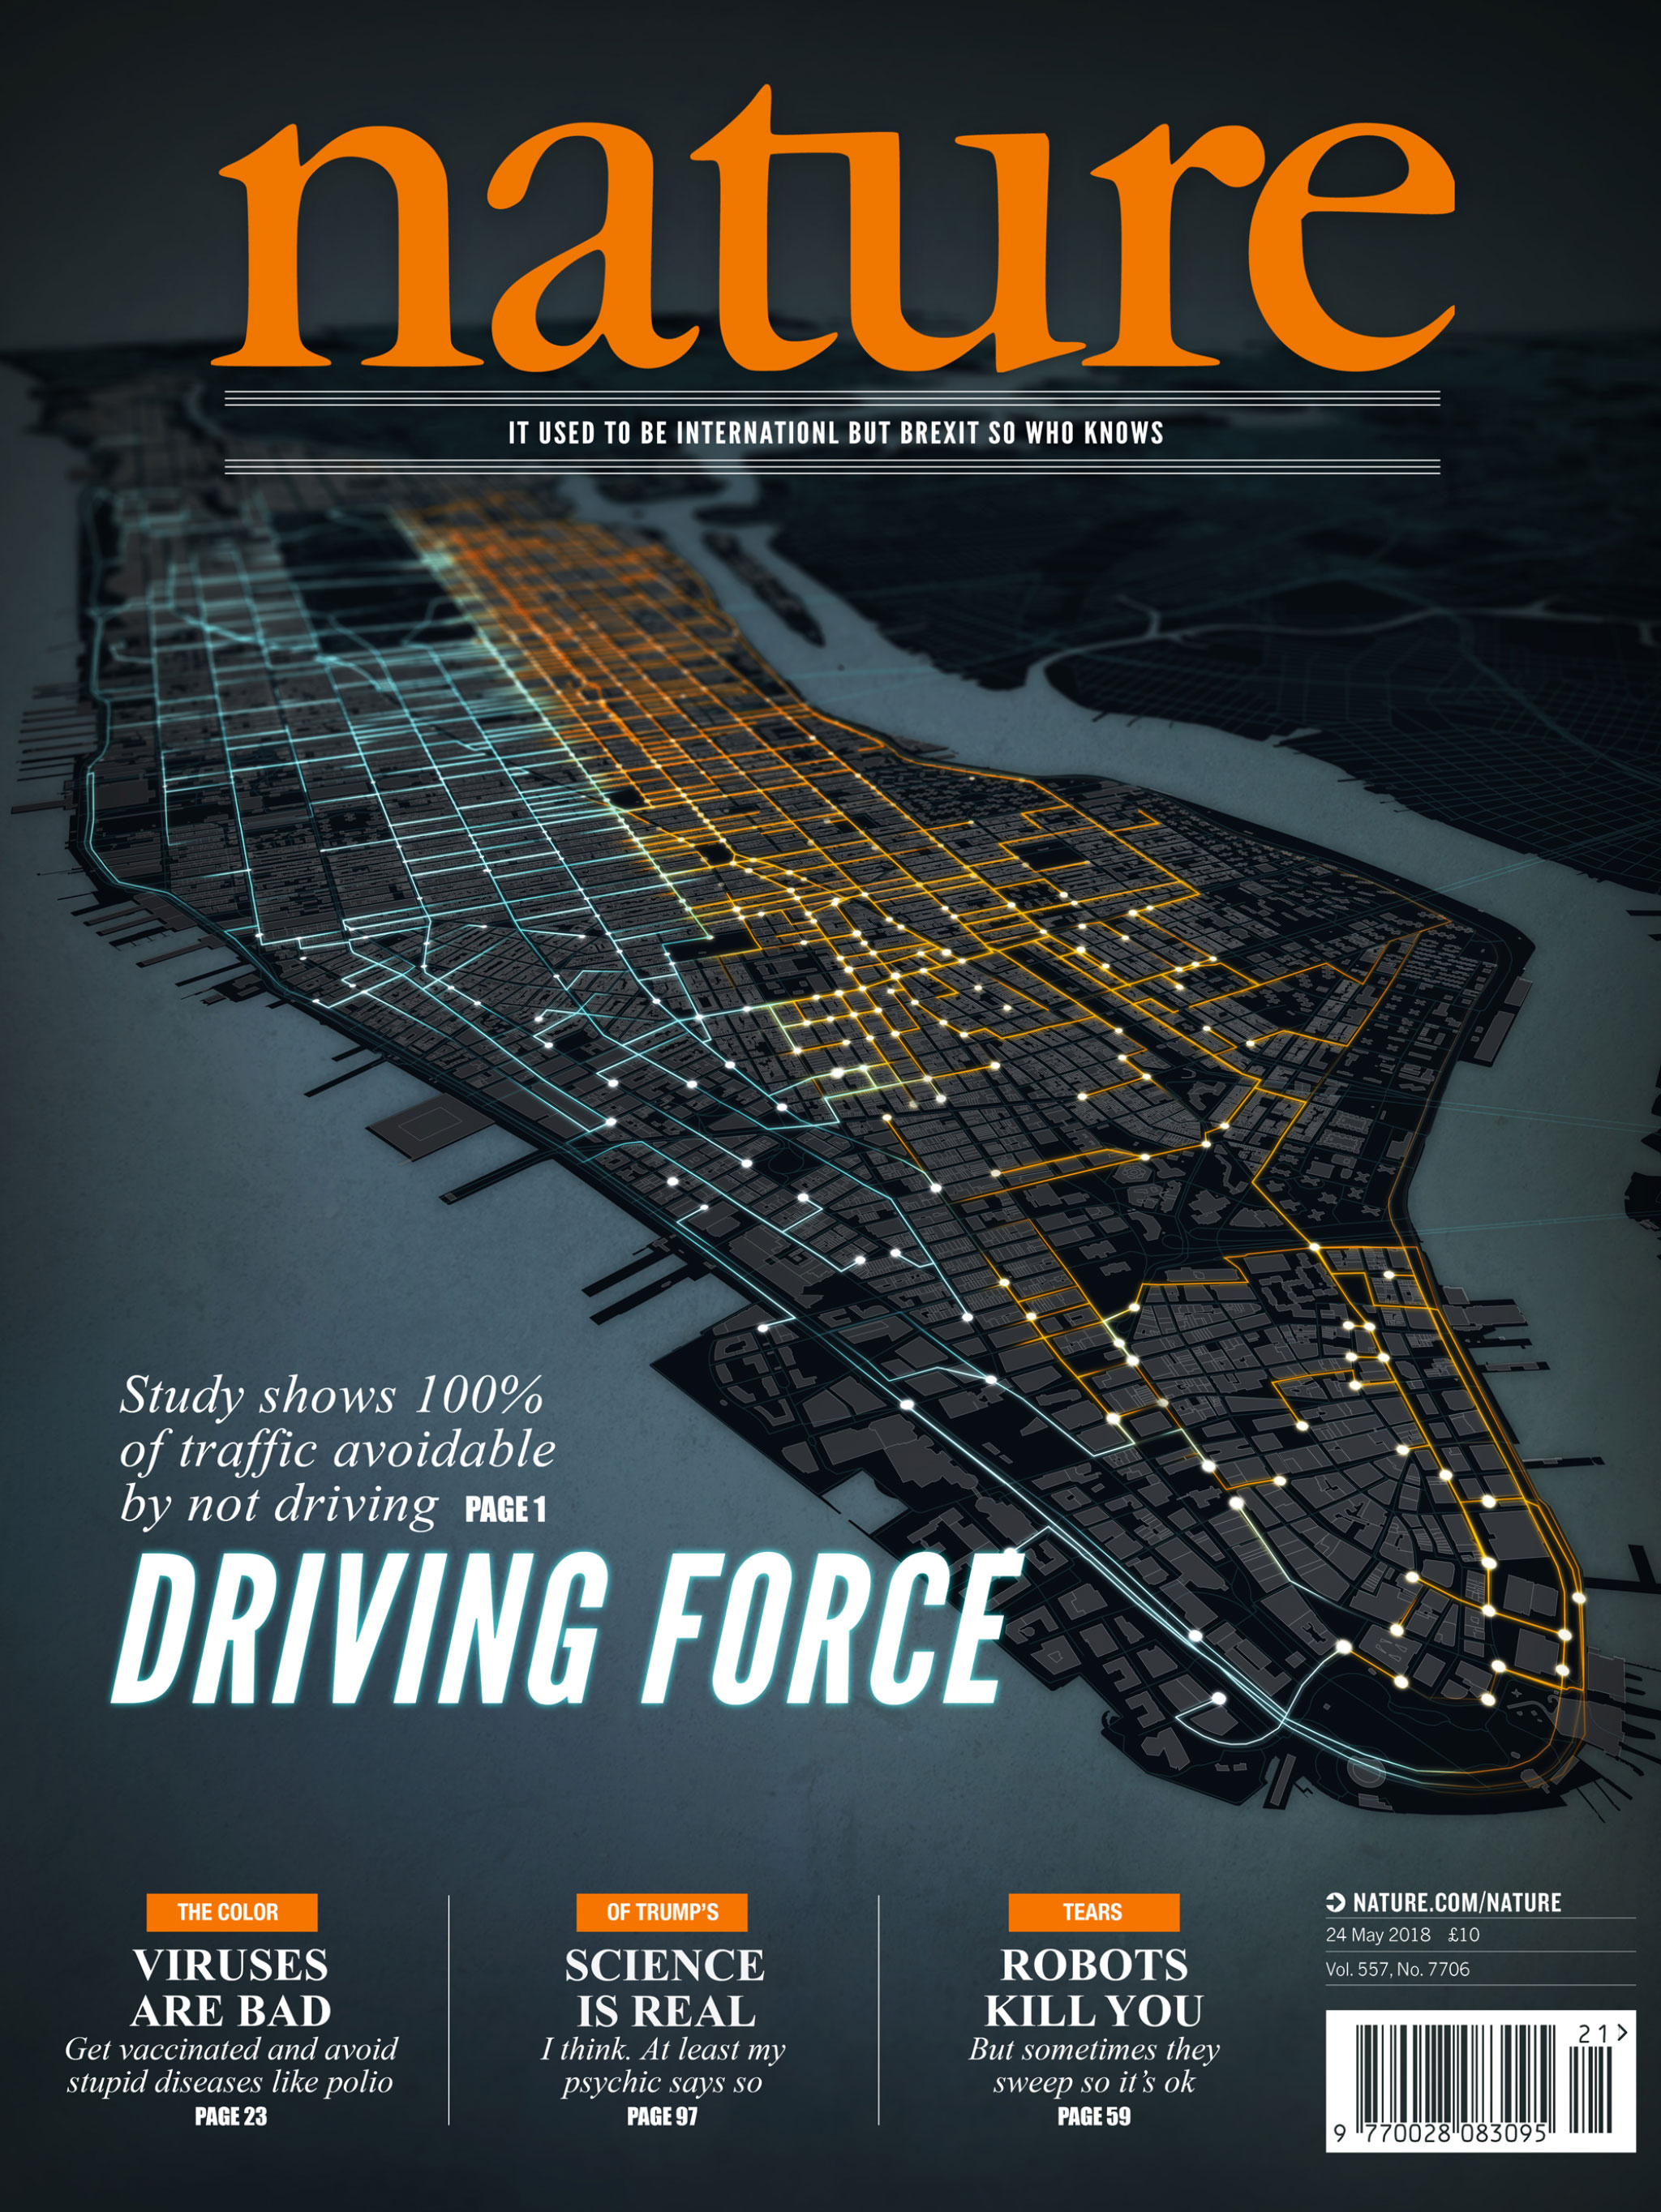 nature
IT USED TO BE INTERNATIONL BUT BREXIT SO WHO KNOWS
Study shows 100%
of traffic avoidable
by not driving PAGE 1
DRIVING FORCE
THE COLOR
VIRUSES
ARE BAD
Get vaccinated and avoid
stupid diseases like polio
PAGE 23
OF TRUMP'S
SCIENCE
IS REAL
I think. At least my
psychic says so
PAGE 97
TEARS
ROBOTS
KILL YOU
But sometimes they
sweep so it's ok
PAGE 59
NATURE.COM/NATURE
24 May 2018 £10
Vol. 557, No. 7706
21>
9 770028 083095